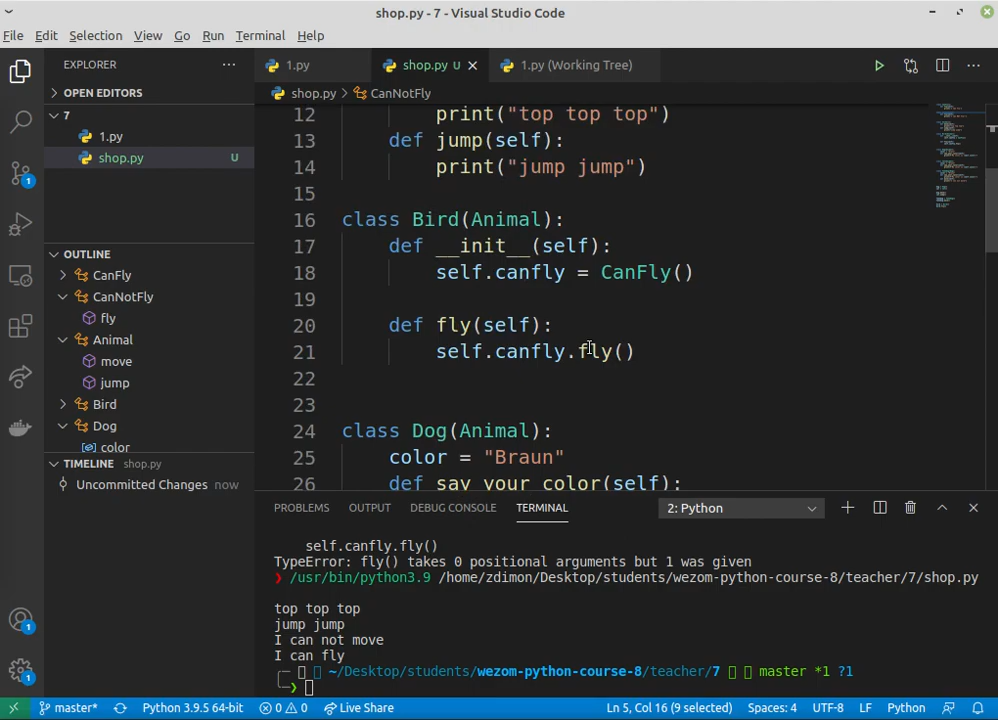 shop.py - 7 - Visual Studio Code
File Edit Selection View Go Run Terminal Help
EXPLORER
1.py
shop.py U
1.py (Working Tree)
OPEN EDITORS
shop.py > CanNotFly
7
1.py
shop.py U
OUTLINE
CanFly
CanNotFly
fly
Animal
move
jump
Bird
Dog
color
TIMELINE shop.py
Uncommitted Changes now
12 print("top top top")
13 def jump(self):
14 print("jump jump")
15
16 class Bird(Animal):
17 def __init__(self):
18 self.canfly = CanFly()
19
20 def fly(self):
21 self.canfly.fly()
22
23
24 class Dog(Animal):
25 color = "Braun"
26 def say_your_color(self):
PROBLEMS OUTPUT DEBUG CONSOLE TERMINAL 2: Python
self.canfly.fly()
TypeError: fly() takes 0 positional arguments but 1 was given
❯ /usr/bin/python3.9 /home/zdimon/Desktop/students/wezom-python-course-8/teacher/7/shop.py
top top top
jump jump
I can not move
I can fly
~/Desktop/students/wezom-python-course-8/teacher/7 master *1 ?1
1
1
1
master* Python 3.9.5 64-bit 0 0 Live Share Ln 5, Col 16 (9 selected) Spaces: 4 UTF-8 LF Python